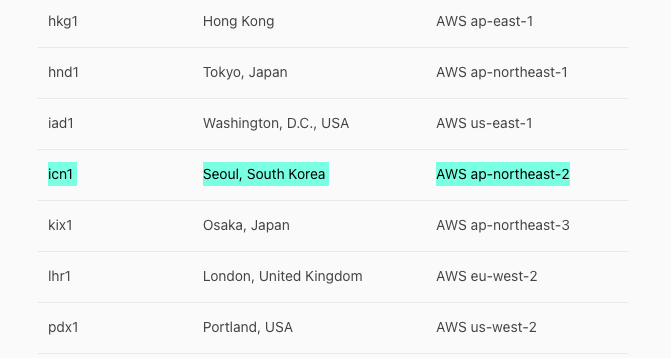 hkg1 Hong Kong AWS ap-east-1
hnd1 Tokyo, Japan AWS ap-northeast-1
iad1 Washington, D.C., USA AWS us-east-1
icn1 Seoul, South Korea AWS ap-northeast-2
kix1 Osaka, Japan AWS ap-northeast-3
lhr1 London, United Kingdom AWS eu-west-2
pdx1 Portland, USA AWS us-west-2